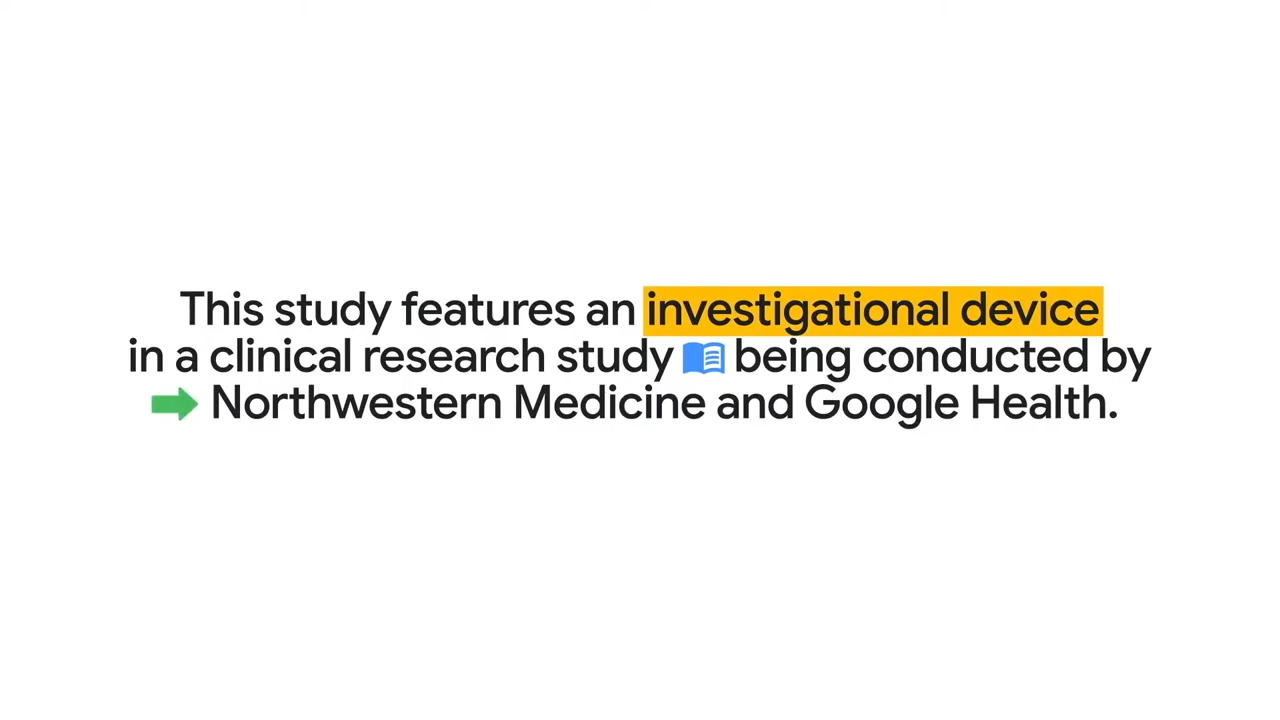 This study features an investigational device
in a clinical research study being conducted by
Northwestern Medicine and Google Health.